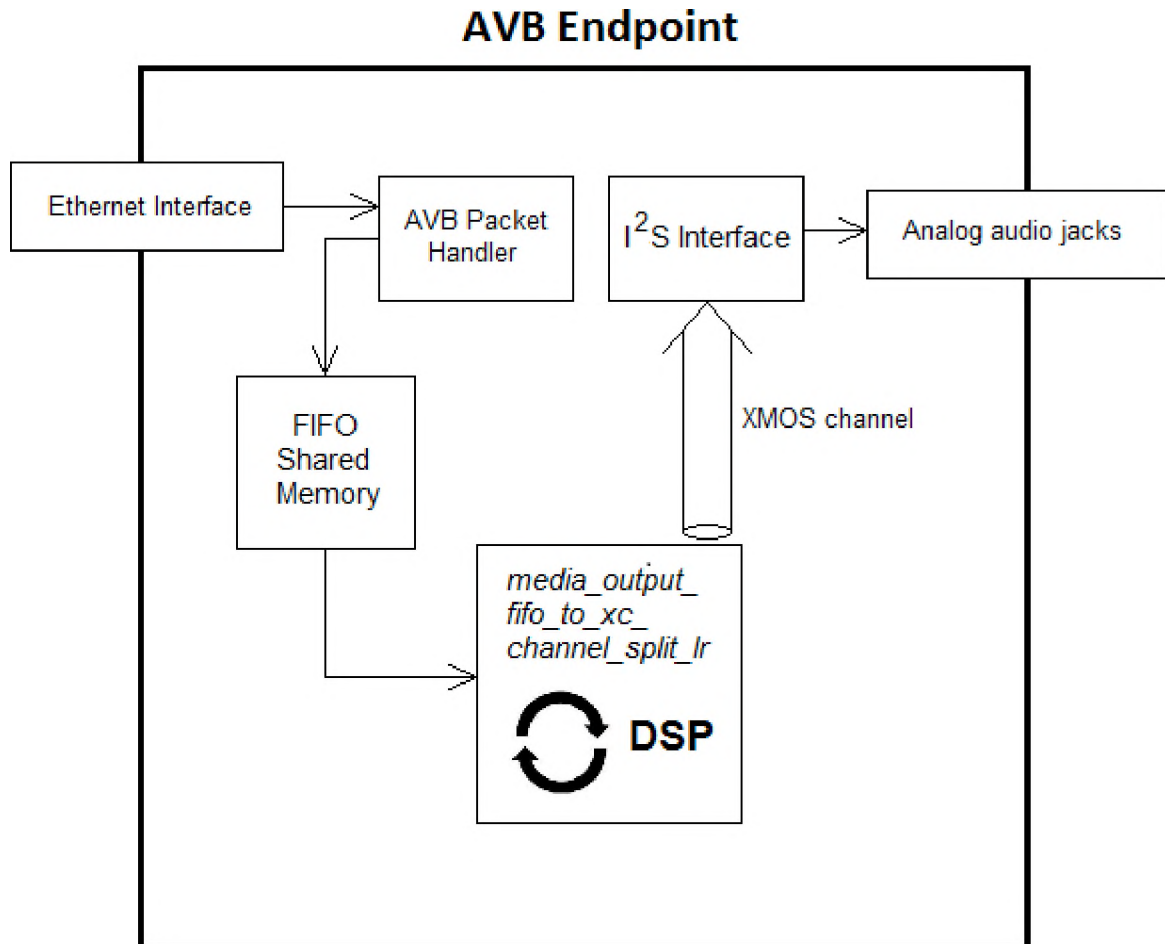 AVB Endpoint
Ethernet Interface
AVB Packet
Handler
I²S Interface
Analog audio jacks
FIFO
Shared
Memory
XMOS channel
media_output_
fifo_to_xc_
channel_split_lr
DSP